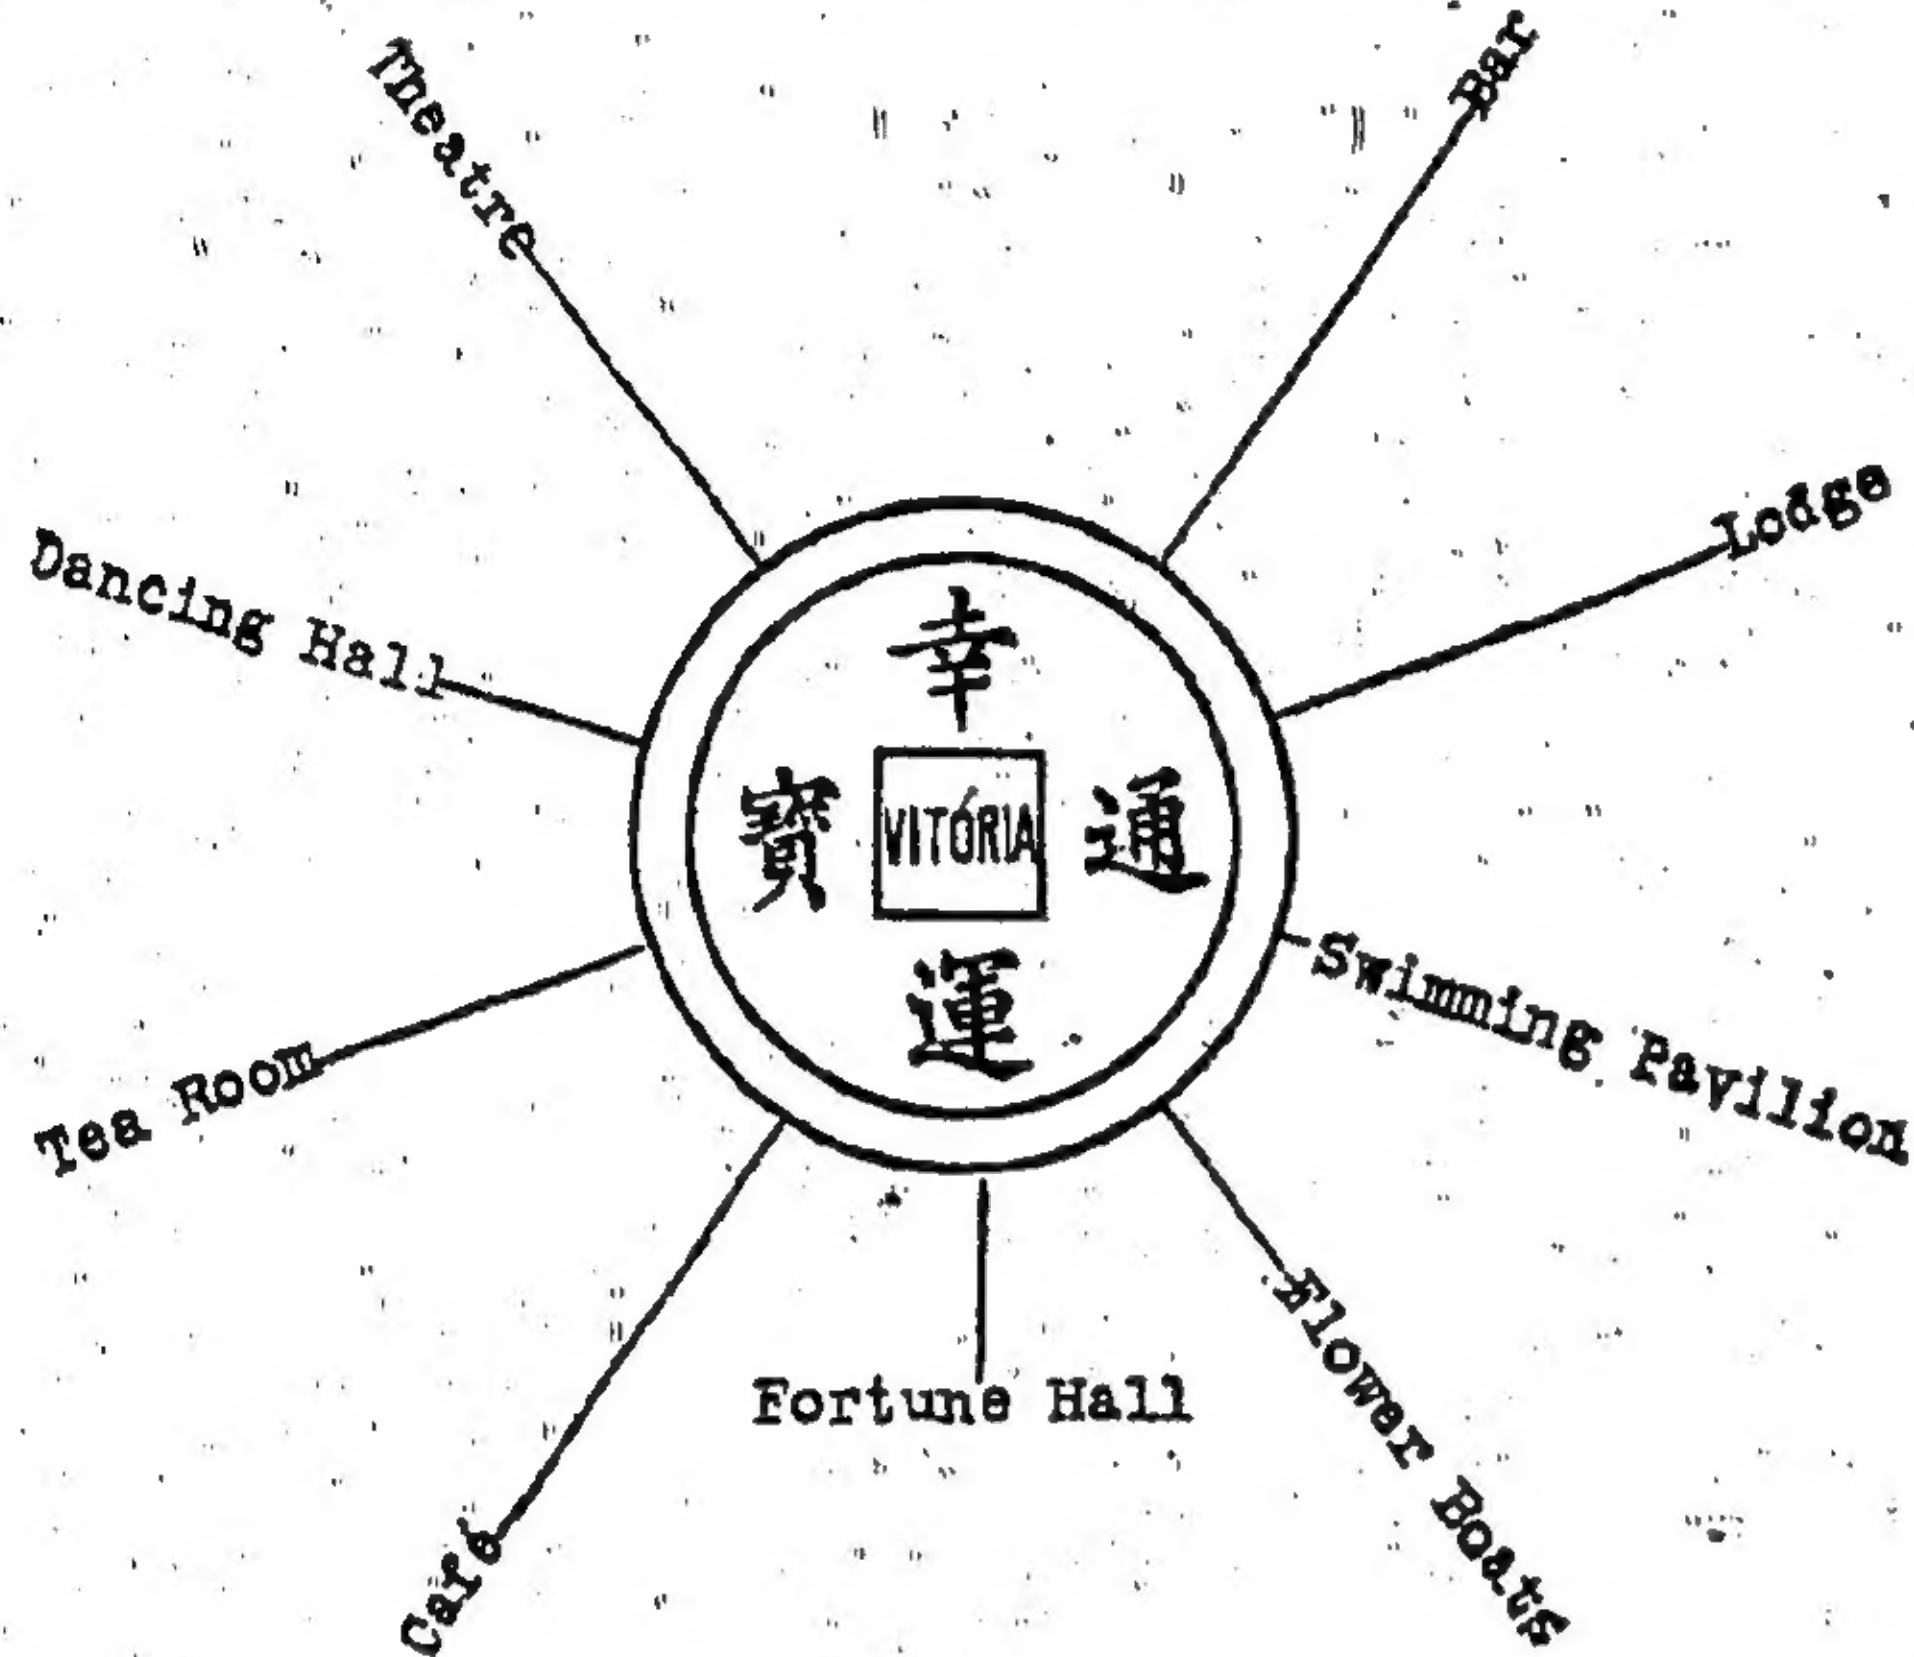 Theatre
Bar
Lodge
Dancing Hall
幸
寶
VITÓRIA
通
運
Swimming Pavilion
Tea Room
Flower Boats
Fortune Hall
Café